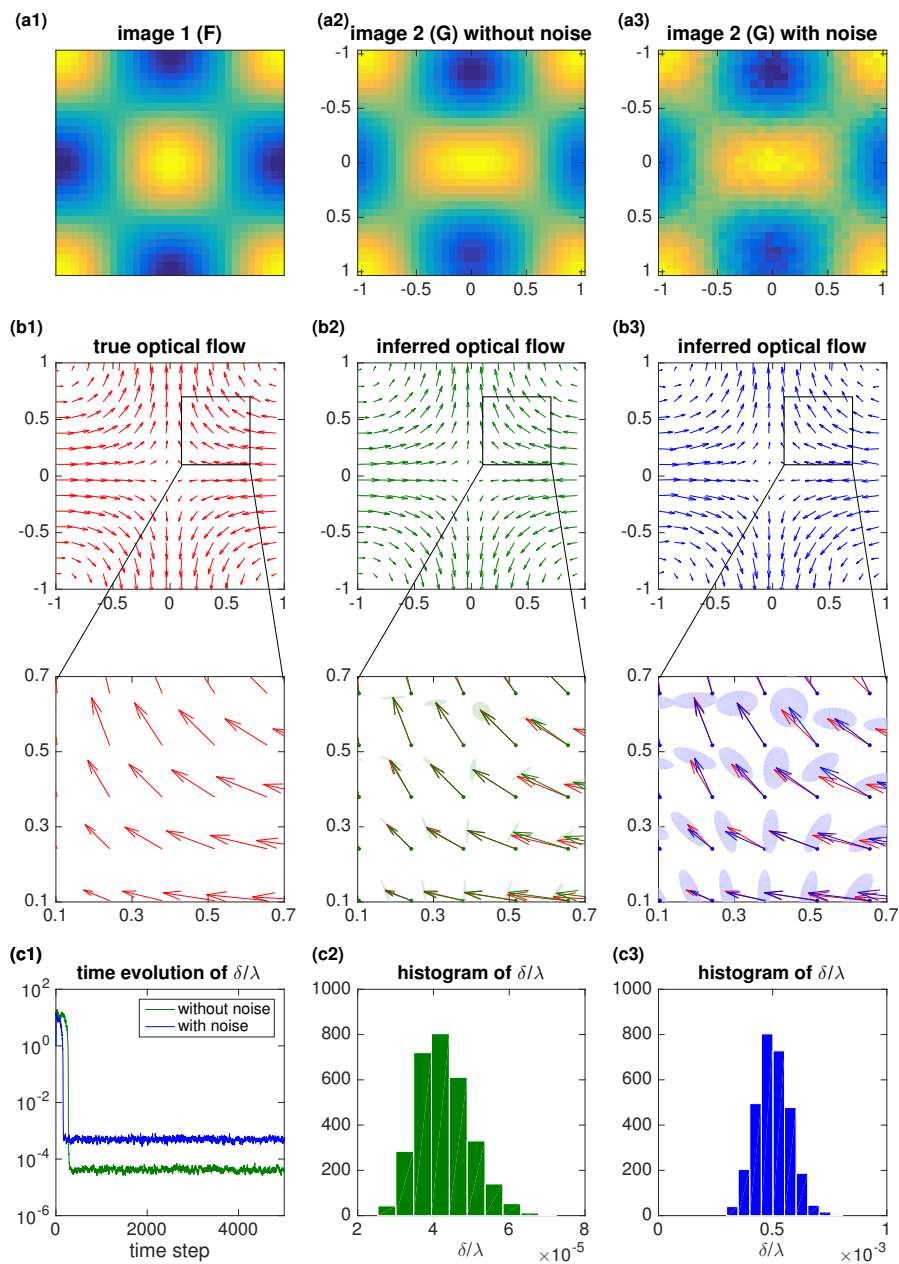 (a1)
image 1 (F)
(a2)
image 2 (G) without noise
-1
-0.5
0
0.5
1
-1 -0.5 0 0.5 1
(a3)
image 2 (G) with noise
-1
-0.5
0
0.5
1
-1 -0.5 0 0.5 1
(b1)
true optical flow
1
0.5
0
-0.5
-1
-1 -0.5 0 0.5 1
(b2)
inferred optical flow
1
0.5
0
-0.5
-1
-1 -0.5 0 0.5 1
(b3)
inferred optical flow
1
0.5
0
-0.5
-1
-1 -0.5 0 0.5 1
0.7
0.5
0.3
0.1
0.1 0.3 0.5 0.7
0.7
0.5
0.3
0.1
0.1 0.3 0.5 0.7
0.7
0.5
0.3
0.1
0.1 0.3 0.5 0.7
(c1)
time evolution of δ/λ
10^2
10^0
10^-2
10^-4
10^-6
without noise
with noise
0 2000 4000
time step
(c2)
histogram of δ/λ
1000
800
600
400
200
0
2 4 6 8
δ/λ
×10^-5
(c3)
histogram of δ/λ
1000
800
600
400
200
0
0 0.5 1
δ/λ
×10^-3